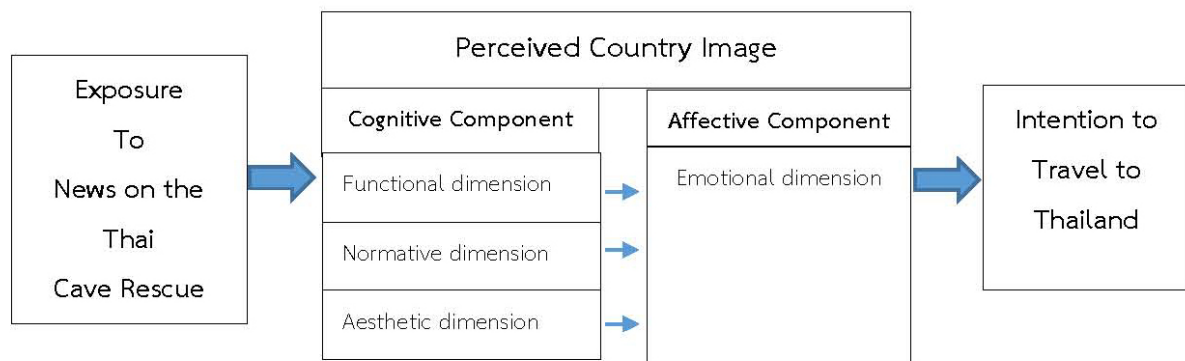 Exposure
To
News on the
Thai
Cave Rescue
Perceived Country Image
Cognitive Component
Functional dimension
Normative dimension
Aesthetic dimension
Affective Component
Emotional dimension
Intention to
Travel to
Thailand